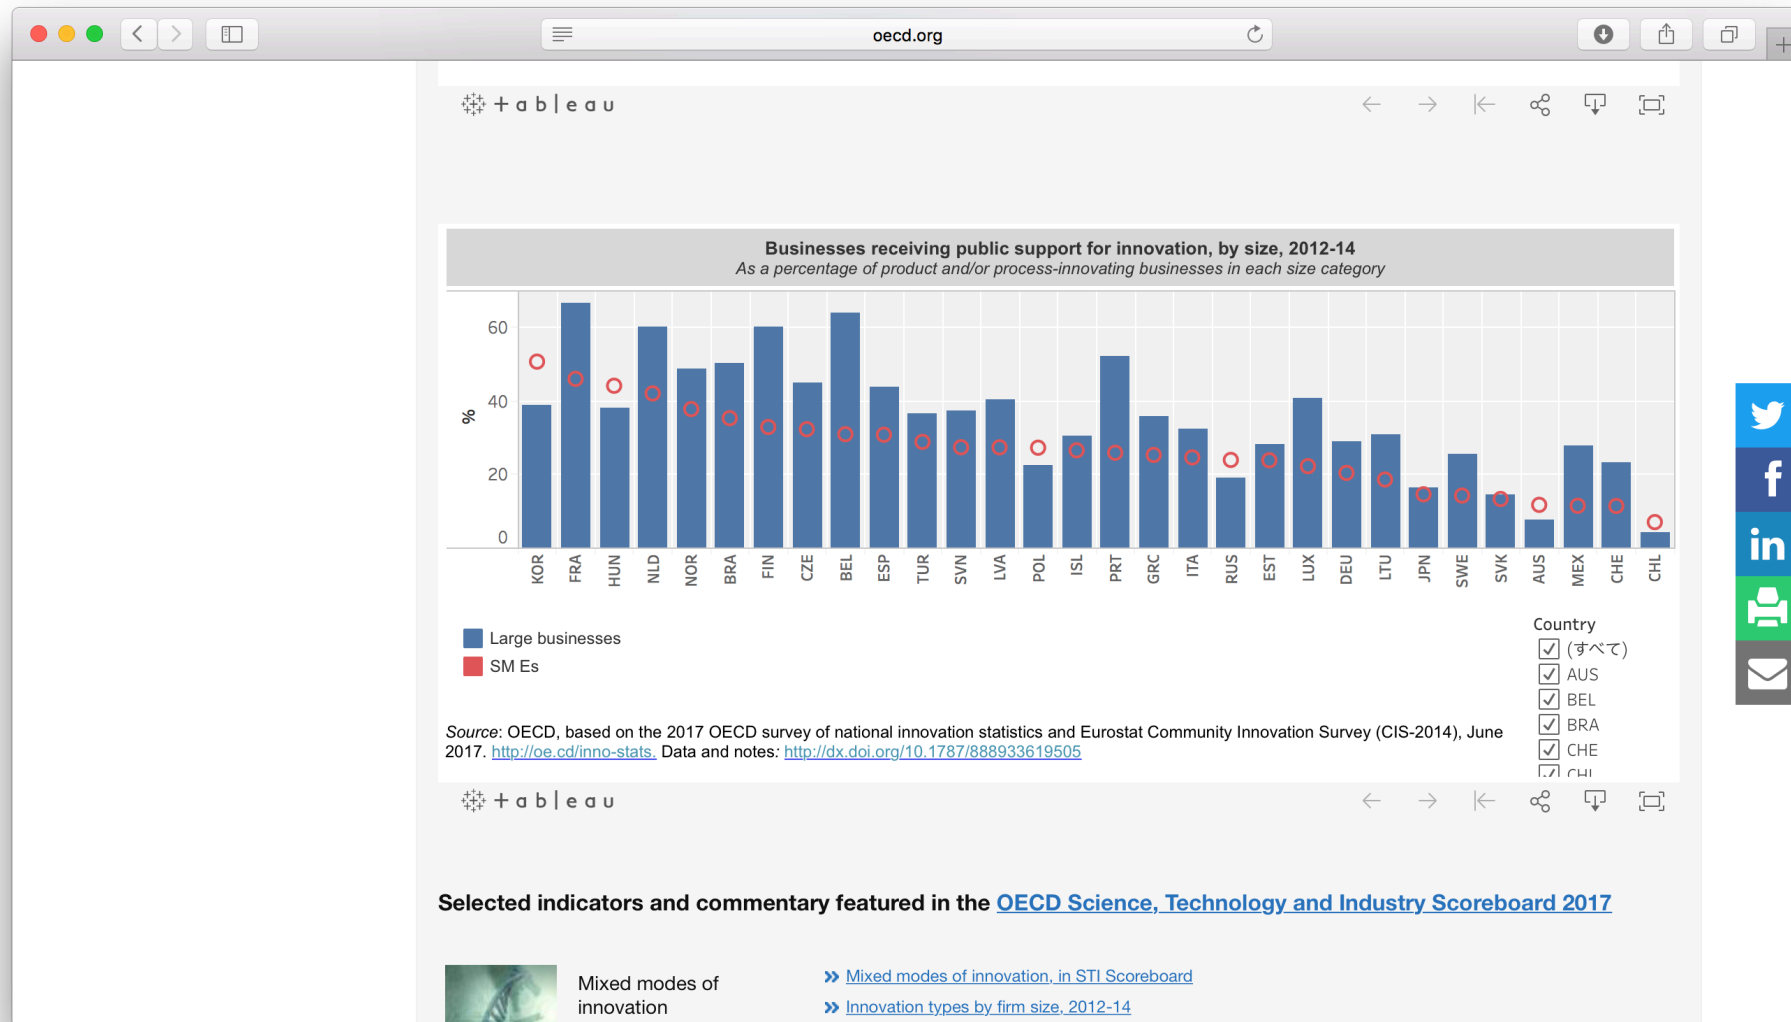 oecd.org
+ a b | e a u
Businesses receiving public support for innovation, by size, 2012-14
As a percentage of product and/or process-innovating businesses in each size category
60
40
20
0
%
KOR FRA HUN NLD NOR BRA FIN CZE BEL ESP TUR SVN LVA POL ISL PRT GRC ITA RUS EST LUX DEU LTU JPN SWE SVK AUS MEX CHE CHL
Large businesses
SM Es
Country
(すべて)
AUS
BEL
BRA
CHE
CHL
Source: OECD, based on the 2017 OECD survey of national innovation statistics and Eurostat Community Innovation Survey (CIS-2014), June
2017. http://oe.cd/inno-stats. Data and notes: http://dx.doi.org/10.1787/888933619505
+ a b | e a u
f
in
Selected indicators and commentary featured in the OECD Science, Technology and Industry Scoreboard 2017
Mixed modes of
innovation
Mixed modes of innovation, in STI Scoreboard
Innovation types by firm size, 2012-14